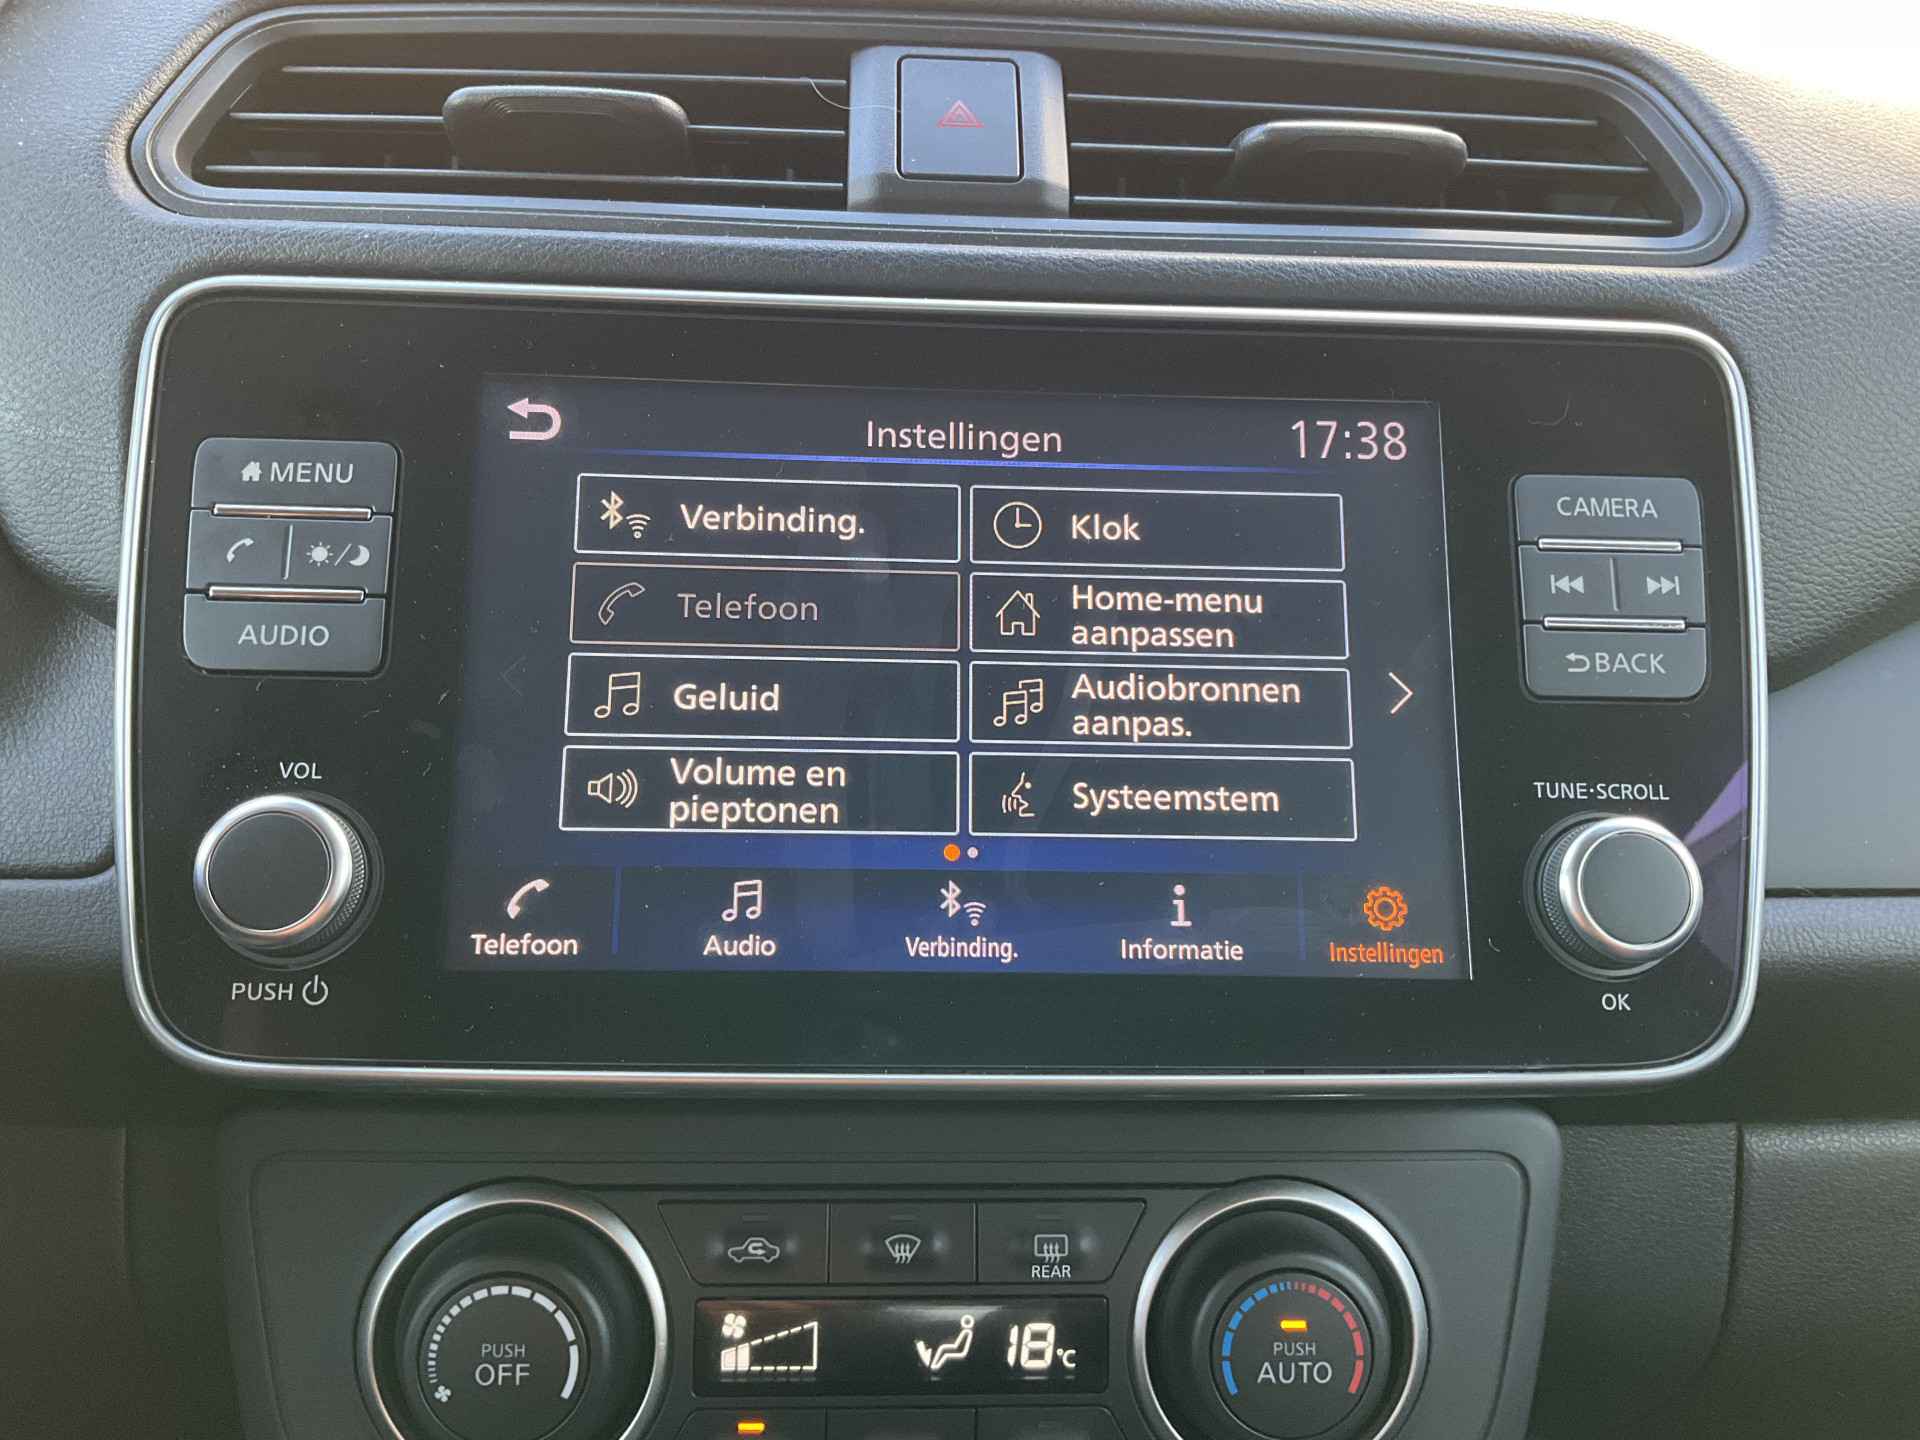 Instellingen 17:38
MENU
AUDIO
VOL
PUSH
Verbinding.
Klok
Telefoon
Home-menu
aanpassen
Geluid
Audiobronnen
aanpas.
Volume en
pieptonen
Systeemstem
Telefoon Audio Verbinding. Informatie Instellingen
CAMERA
BACK
TUNE·SCROLL
OK
REAR
PUSH
OFF
18°C
PUSH
AUTO